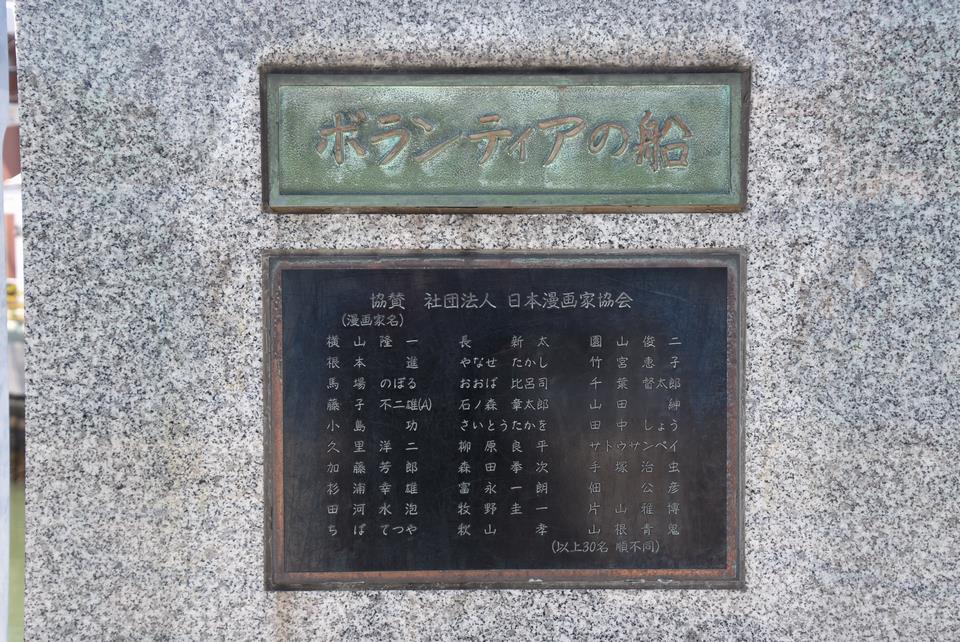 ボランティアの船
協賛 社団法人 日本漫画家協会
(漫画家名)
横山隆一 長新太 園山俊二
根本進 やなせたかし 竹宮恵子
馬場のぼる おおば比呂司 千葉督太郎
藤子不二雄(A) 石ノ森章太郎 山田紳
小島功 さいとうたかを 田中しょう
久里洋二 柳原良平 サトウサンペイ
加藤芳郎 森田拳次 手塚治虫
杉浦幸雄 富永一朗 佃公彦
田河水泡 牧野圭一 片山雅博
ちばてつや 秋山孝 山根青鬼
(以上30名 順不同)